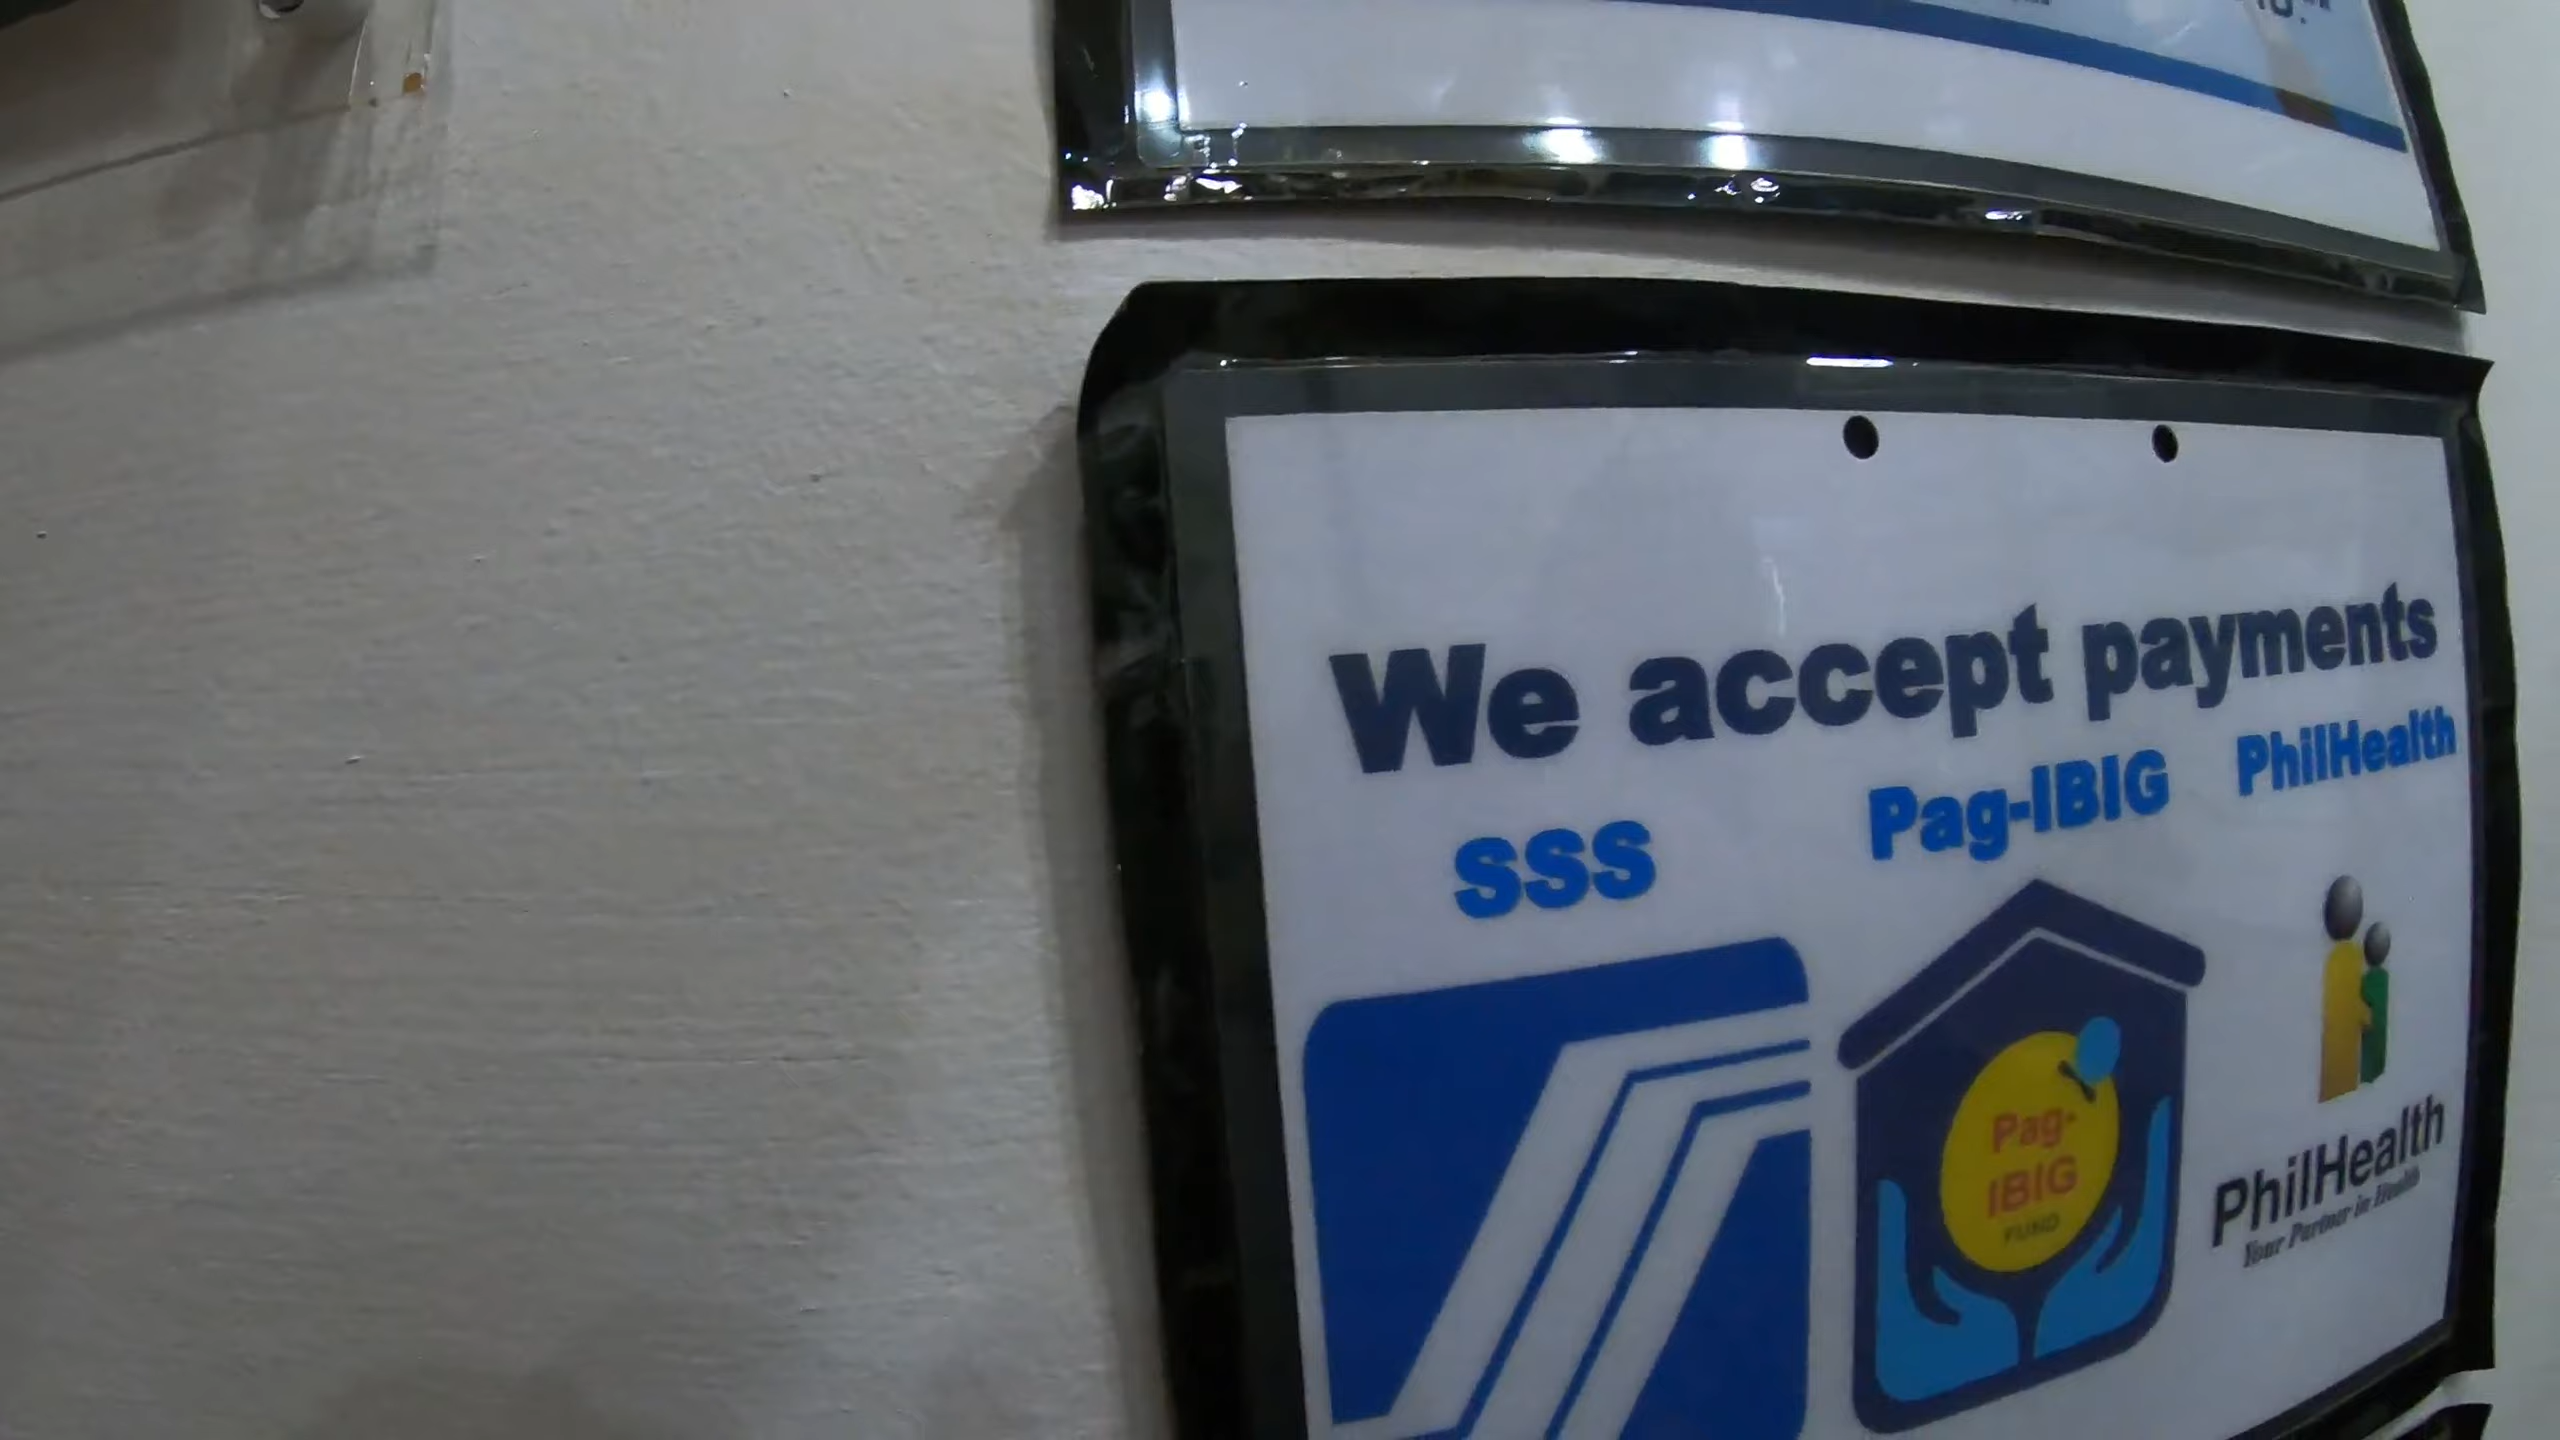 We accept payments
SSS Pag-IBIG PhilHealth
Pag-
IBIG
FUND
PhilHealth
Your Partner in Health